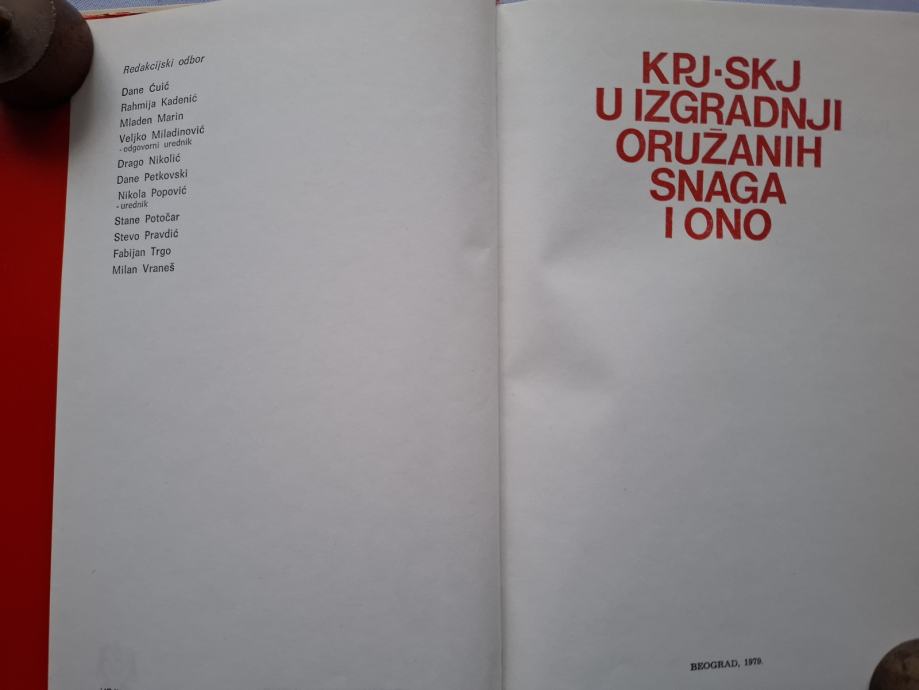 Redakcijski odbor
Dane Ćuić
Rahmija Kadenić
Mladen Marin
Veljko Miladinović
- odgovorni urednik
Drago Nikolić
Dane Petkovski
Nikola Popović
- urednik
Stane Potočar
Stevo Pravdić
Fabijan Trgo
Milan Vraneš
KPJ·SKJ
U IZGRADNJI
ORUŽANIH
SNAGA
I ONO
BEOGRAD, 1979.